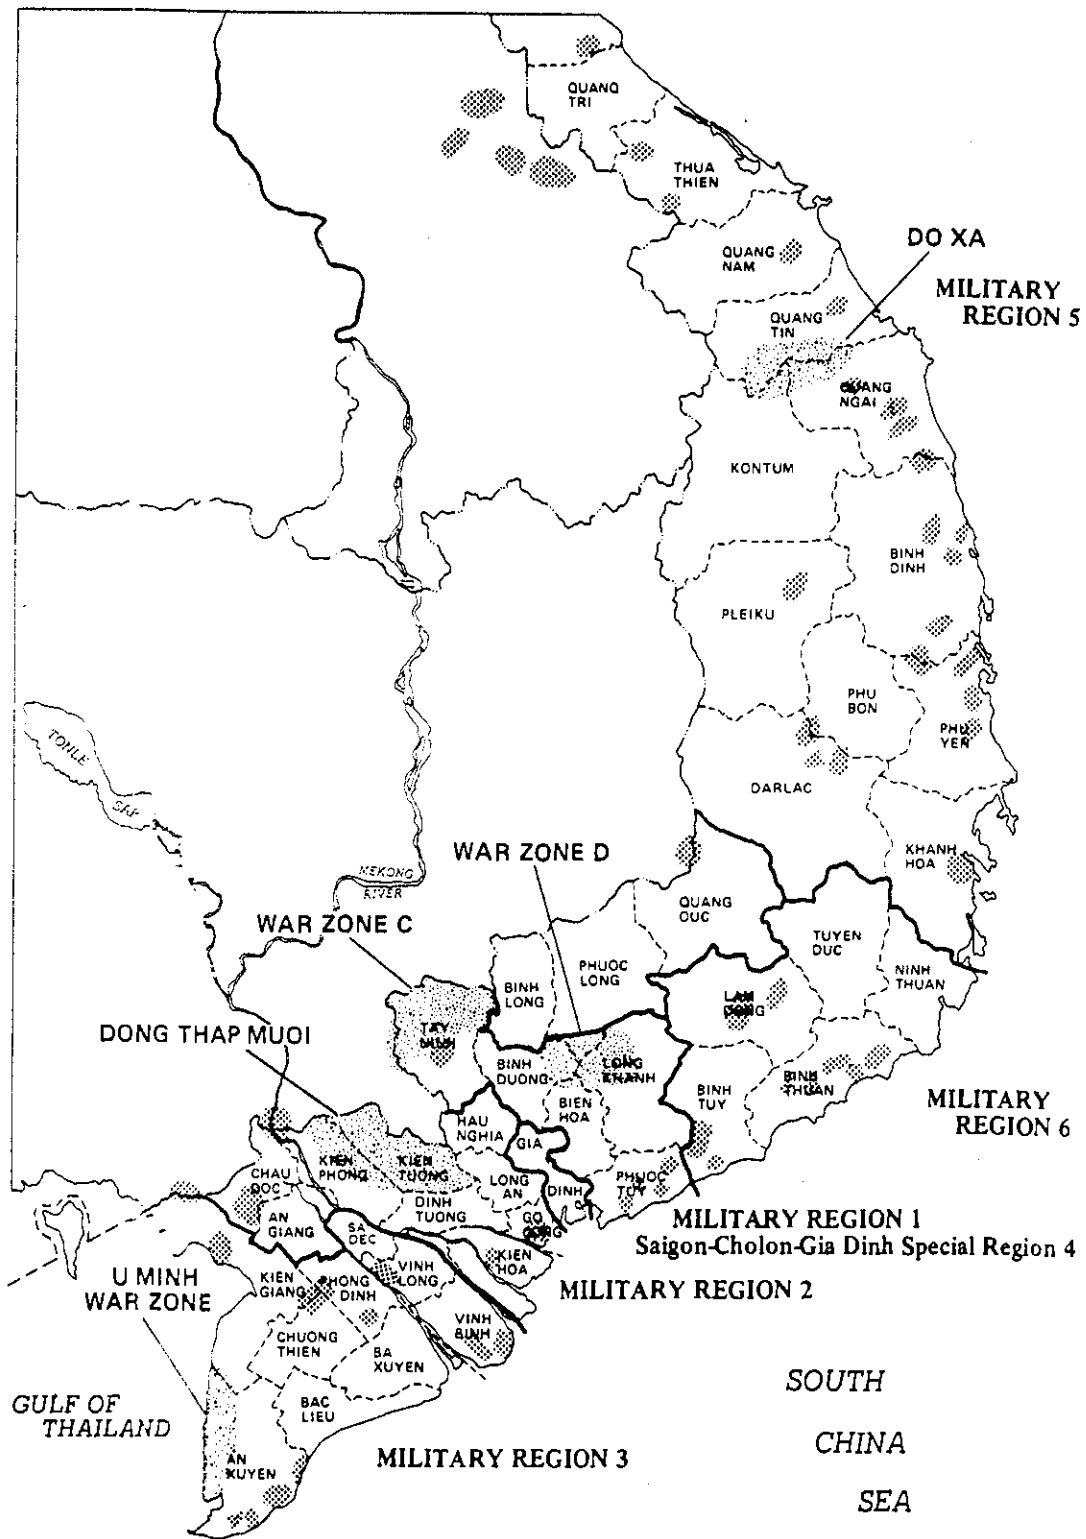 QUANG
TRI
THUA
THIEN
DO XA
QUANG
NAM
MILITARY
REGION 5
QUANG
TIN
QUANG
NGAI
KONTUM
BINH
DINH
PLEIKU
PHU
BON
PHU
YEN
TONLE
SAP
DARLAC
WAR ZONE D
KHANH
HOA
MEKONG
RIVER
QUANG
DUC
WAR ZONE C
TUYEN
DUC
PHUOC
LONG
NINH
THUAN
BINH
LONG
LAM
DONG
DONG THAP MUOI
TAY
NINH
BINH
DUONG
LONG
KHANH
BINH
THUAN
BINH
TUY
BIEN
HOA
MILITARY
REGION 6
HAU
NGHIA
GIA
KIEN
PHONG
KIEN
TUONG
CHAU
DOC
LONG
AN
DINH
PHUOC
TUY
DINH
TUONG
AN
GIANG
SA
DEC
GO
CONG
MILITARY REGION 1
Saigon-Cholon-Gia Dinh Special Region 4
KIEN
HOA
VINH
LONG
U MINH
WAR ZONE
KIEN
GIANG
PHONG
DINH
MILITARY REGION 2
VINH
BINH
CHUONG
THIEN
BA
XUYEN
SOUTH
CHINA
SEA
GULF OF
THAILAND
BAC
LIEU
MILITARY REGION 3
AN
XUYEN